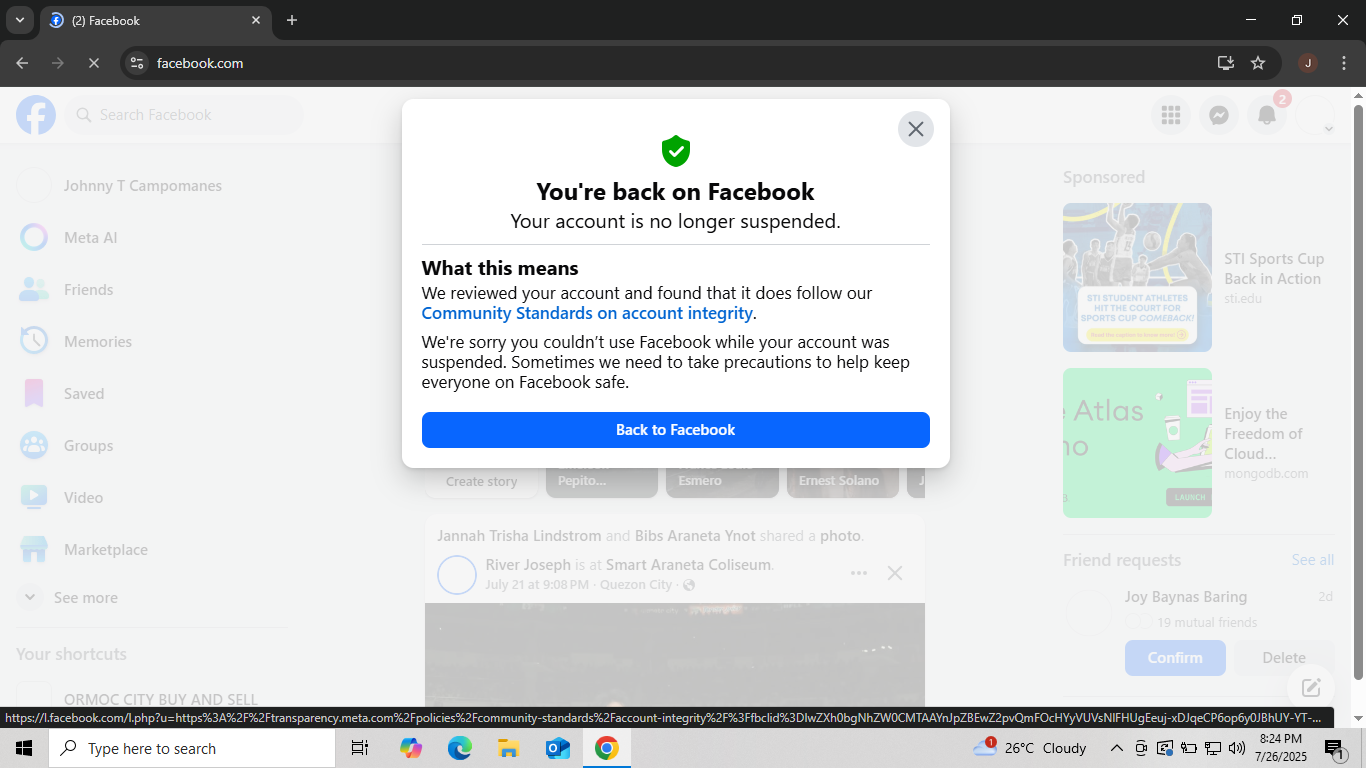 (2) Facebook
facebook.com
J
Search Facebook
2
Johnny T Campomanes
Meta AI
Friends
Memories
Saved
Groups
Video
Marketplace
See more
Your shortcuts
ORMOC CITY BUY AND SELL
You're back on Facebook
Your account is no longer suspended.
What this means
We reviewed your account and found that it does follow our
Community Standards on account integrity.
We're sorry you couldn’t use Facebook while your account was
suspended. Sometimes we need to take precautions to help keep
everyone on Facebook safe.
Back to Facebook
Create story
Pepito...
Esmero
Ernest Solano
J
Jannah Trisha Lindstrom and Bibs Araneta Ynot shared a photo.
River Joseph is at Smart Araneta Coliseum.
July 21 at 9:08 PM · Quezon City ·
Sponsored
STI STUDENT ATHLETES
HIT THE COURT FOR
SPORTS CUP COMEBACK!
Read the caption to know more!
STI Sports Cup
Back in Action
sti.edu
Atlas
LAUNCH
Enjoy the
Freedom of
Cloud...
mongodb.com
Friend requests
See all
Joy Baynas Baring
2d
19 mutual friends
Confirm
Delete
https://l.facebook.com/l.php?u=https%3A%2F%2Ftransparency.meta.com%2Fpolicies%2Fcommunity-standards%2Faccount-integrity%2F%3Ffbclid%3DIwZXh0bgNhZW0CMTAAYnJpZBEwZ2pvQmFOcHYyVUVsNlFHUgEeuj-xDJqeCP6op6y0JBhUY-YT-...
Type here to search
1
26°C Cloudy
8:24 PM
7/26/2025
1